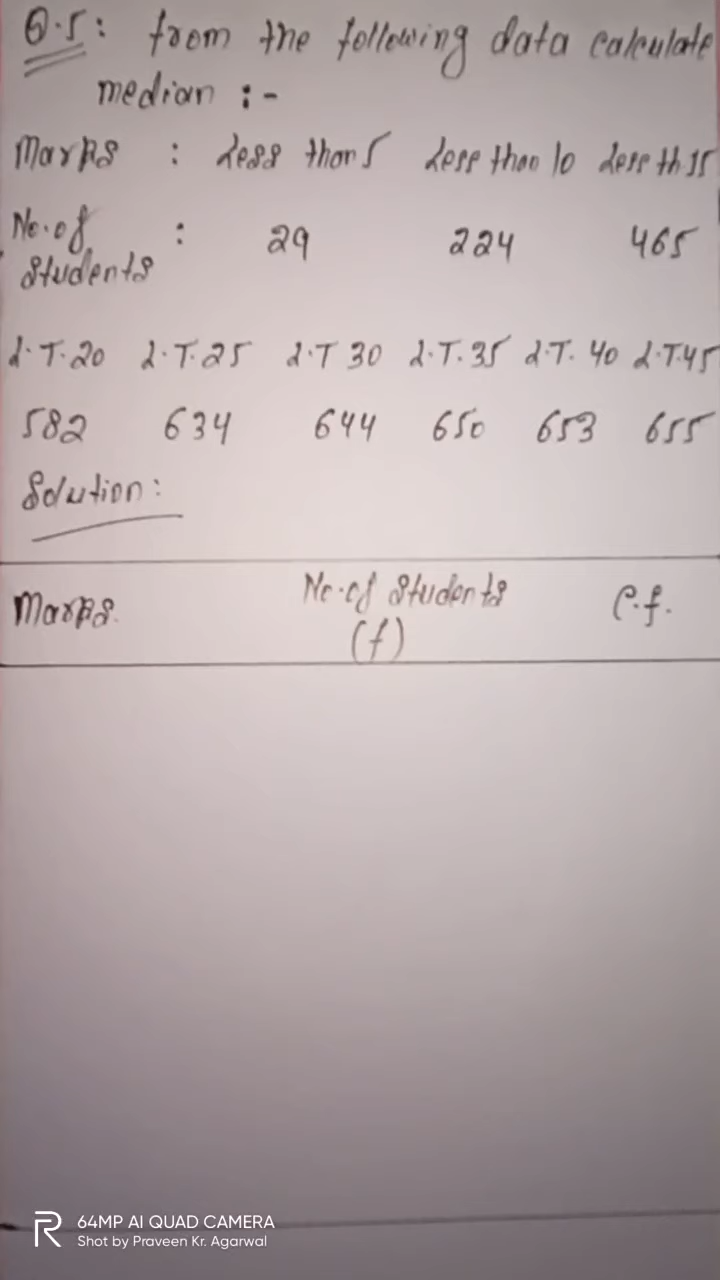 Q.5: from the following data calculate
median :-
Marks : Less than 5 Less than 10 Less th 15
No. of : 29 224 465
Students
L.T.20 L.T.25 L.T 30 L.T.35 L.T. 40 L.T.45
582 634 644 650 653 655
Solution:
Marks. No. of Students C.f.
(f)
64MP AI QUAD CAMERA
Shot by Praveen Kr. Agarwal